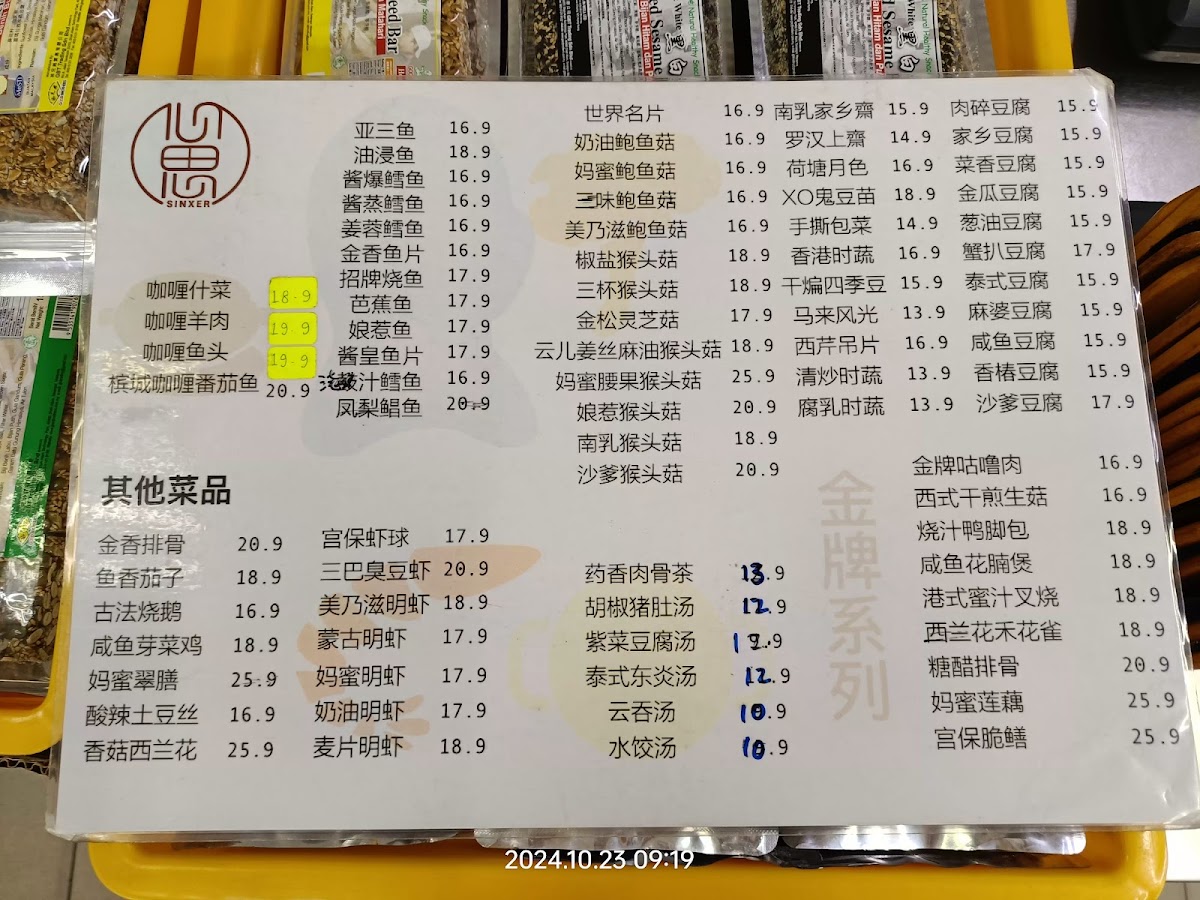 SINXER
咖喱什菜 18.9
咖喱羊肉 19.9
咖喱鱼头 19.9
槟城咖喱番茄鱼 20.9
亚三鱼 16.9
油浸鱼 18.9
酱爆鳕鱼 16.9
酱蒸鳕鱼 16.9
姜蓉鳕鱼 16.9
金香鱼片 16.9
招牌烧鱼 17.9
芭蕉鱼 17.9
娘惹鱼 17.9
酱皇鱼片 17.9
汁鳕鱼 16.9
凤梨鲳鱼 20.9
世界名片 16.9
奶油鲍鱼菇 16.9
妈蜜鲍鱼菇 16.9
三味鲍鱼菇 16.9
美乃滋鲍鱼菇 16.9
椒盐猴头菇 18.9
三杯猴头菇 18.9
金松灵芝菇 17.9
云儿姜丝麻油猴头菇 18.9
妈蜜腰果猴头菇 25.9
娘惹猴头菇 20.9
南乳猴头菇 18.9
沙爹猴头菇 20.9
南乳家乡齋 15.9
罗汉上齋 14.9
荷塘月色 16.9
XO鬼豆苗 18.9
手撕包菜 14.9
香港时蔬 16.9
干煸四季豆 15.9
马来风光 13.9
西芹吊片 16.9
清炒时蔬 13.9
腐乳时蔬 13.9
肉碎豆腐 15.9
家乡豆腐 15.9
菜香豆腐 15.9
金瓜豆腐 15.9
葱油豆腐 15.9
蟹扒豆腐 17.9
泰式豆腐 15.9
麻婆豆腐 15.9
咸鱼豆腐 15.9
香椿豆腐 15.9
沙爹豆腐 17.9
其他菜品
金香排骨 20.9
鱼香茄子 18.9
古法烧鹅 16.9
咸鱼芽菜鸡 18.9
妈蜜翠膳 25.9
酸辣土豆丝 16.9
香菇西兰花 25.9
宫保虾球 17.9
三巴臭豆虾 20.9
美乃滋明虾 18.9
蒙古明虾 17.9
妈蜜明虾 17.9
奶油明虾 17.9
麦片明虾 18.9
药香肉骨茶 13.9
胡椒猪肚汤 12.9
紫菜豆腐汤 12.9
泰式东炎汤 12.9
云吞汤 10.9
水饺汤 10.9
金牌系列
金牌咕噜肉 16.9
西式干煎生菇 16.9
烧汁鸭脚包 18.9
咸鱼花腩煲 18.9
港式蜜汁叉烧 18.9
西兰花禾花雀 18.9
糖醋排骨 20.9
妈蜜莲藕 25.9
宫保脆鳝 25.9
2024.10.23 09:19